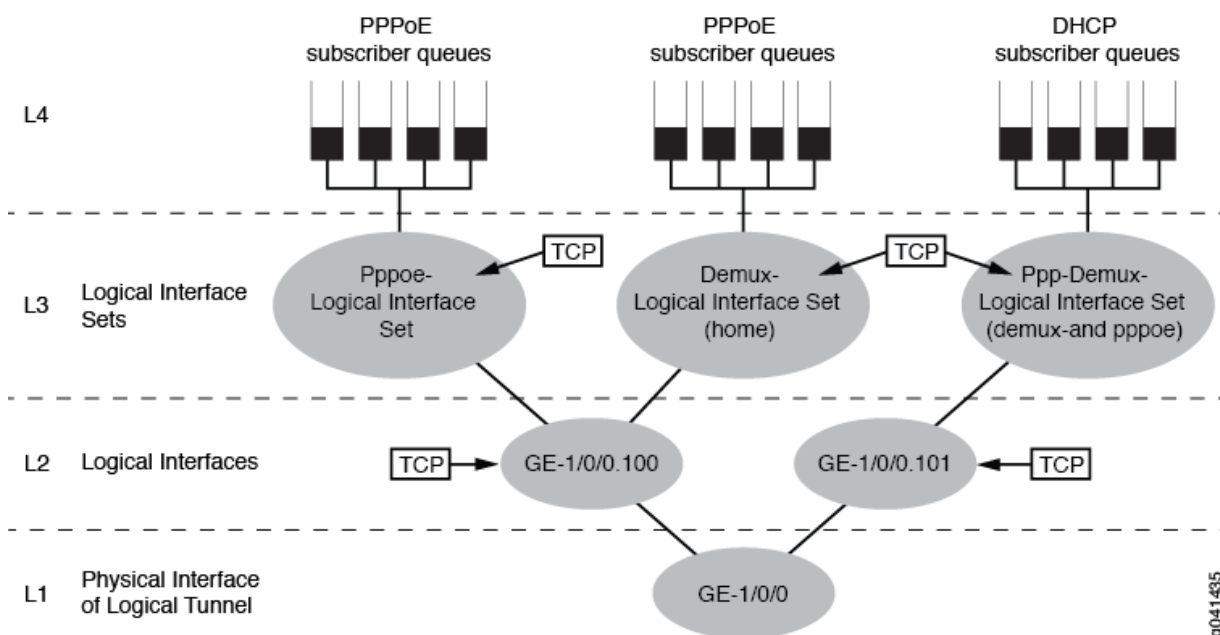 PPPoE
subscriber queues
PPPoE
subscriber queues
DHCP
subscriber queues
L4
TCP
TCP
Pppoe-
Logical Interface
Set
Demux-
Logical Interface Set
(home)
Ppp-Demux-
Logical Interface Set
(demux-and pppoe)
L3
Logical Interface
Sets
L2
Logical Interfaces
TCP
GE-1/0/0.100
GE-1/0/0.101
TCP
L1
Physical Interface
of Logical Tunnel
GE-1/0/0
g041435